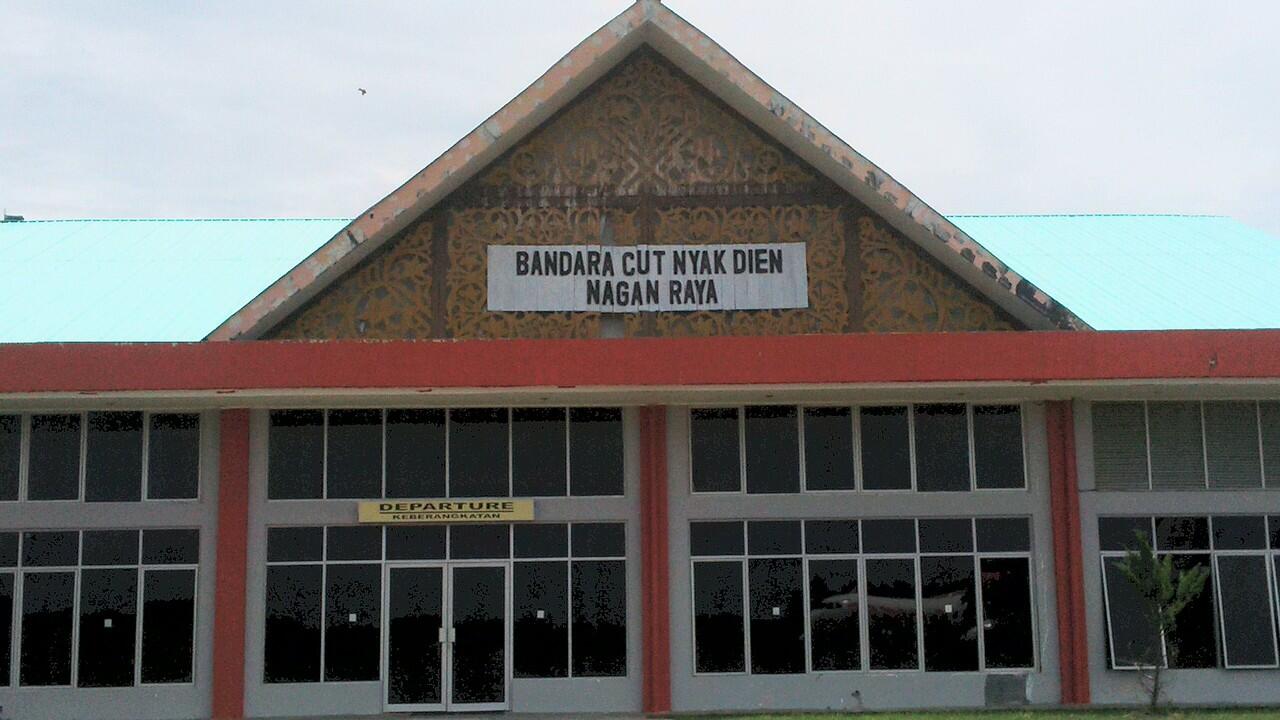 BANDARA CUT NYAK DIEN
NAGAN RAYA
DEPARTURE
KEBERANGKATAN